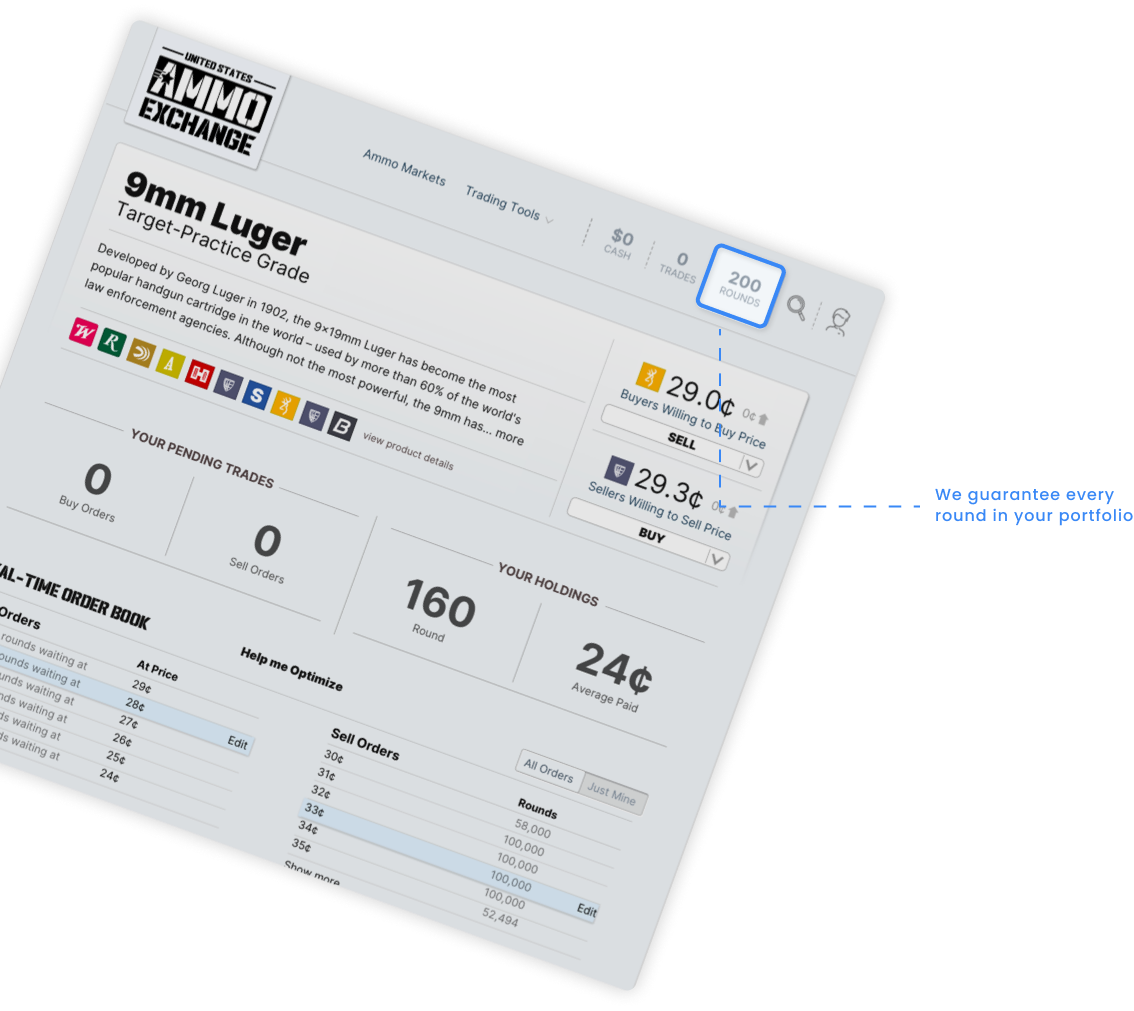 UNITED STATES
AMMO
EXCHANGE
Ammo Markets
Trading Tools
$0
CASH
0
TRADES
200
ROUNDS
9mm Luger
Target-Practice Grade
Developed by Georg Luger in 1902, the 9×19mm Luger has become the most
popular handgun cartridge in the world – used by more than 60% of the world's
law enforcement agencies. Although not the most powerful, the 9mm has... more
view product details
29.0¢
0¢
Buyers Willing to Buy Price
SELL
29.3¢
0¢
Sellers Willing to Sell Price
BUY
We guarantee every
round in your portfolio
YOUR PENDING TRADES
0
Buy Orders
0
Sell Orders
YOUR HOLDINGS
160
Round
24¢
Average Paid
AL-TIME ORDER BOOK
Help me Optimize
Orders
At Price
rounds waiting at
29¢
ounds waiting at
28¢
Edit
unds waiting at
27¢
nds waiting at
26¢
ds waiting at
25¢
s waiting at
24¢
Sell Orders
All Orders
Just Mine
Rounds
30¢
58,000
31¢
100,000
32¢
100,000
33¢
100,000
Edit
34¢
100,000
35¢
52,494
Show more